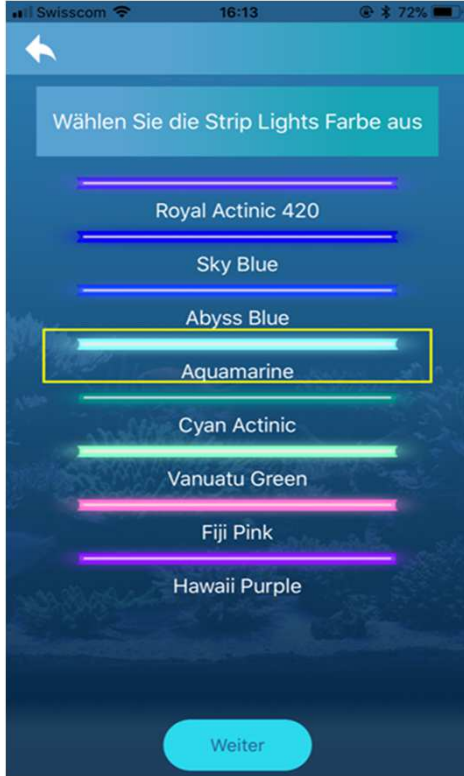 Swisscom 16:13 72%
Wählen Sie die Strip Lights Farbe aus
Royal Actinic 420
Sky Blue
Abyss Blue
Aquamarine
Cyan Actinic
Vanuatu Green
Fiji Pink
Hawaii Purple
Weiter